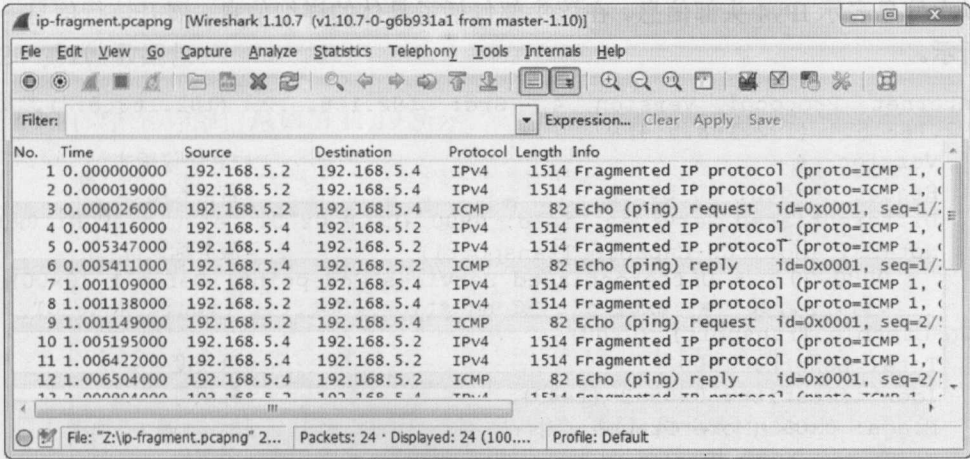 ip-fragment.pcapng [Wireshark 1.10.7 (v1.10.7-0-g6b931a1 from master-1.10)]
File Edit View Go Capture Analyze Statistics Telephony Tools Internals Help
Filter: Expression... Clear Apply Save
No. Time Source Destination Protocol Length Info
1 0.000000000 192.168.5.2 192.168.5.4 IPv4 1514 Fragmented IP protocol (proto=ICMP 1,
2 0.000019000 192.168.5.2 192.168.5.4 IPv4 1514 Fragmented IP protocol (proto=ICMP 1,
3 0.000026000 192.168.5.2 192.168.5.4 ICMP 82 Echo (ping) request id=0x0001, seq=1/
4 0.004116000 192.168.5.4 192.168.5.2 IPv4 1514 Fragmented IP protocol (proto=ICMP 1,
5 0.005347000 192.168.5.4 192.168.5.2 IPv4 1514 Fragmented IP protocol (proto=ICMP 1,
6 0.005411000 192.168.5.4 192.168.5.2 ICMP 82 Echo (ping) reply id=0x0001, seq=1/
7 1.001109000 192.168.5.2 192.168.5.4 IPv4 1514 Fragmented IP protocol (proto=ICMP 1,
8 1.001138000 192.168.5.2 192.168.5.4 IPv4 1514 Fragmented IP protocol (proto=ICMP 1,
9 1.001149000 192.168.5.2 192.168.5.4 ICMP 82 Echo (ping) request id=0x0001, seq=2/
10 1.005195000 192.168.5.4 192.168.5.2 IPv4 1514 Fragmented IP protocol (proto=ICMP 1,
11 1.006422000 192.168.5.4 192.168.5.2 IPv4 1514 Fragmented IP protocol (proto=ICMP 1,
12 1.006504000 192.168.5.4 192.168.5.2 ICMP 82 Echo (ping) reply id=0x0001, seq=2/
File: "Z:\ip-fragment.pcapng" 2... Packets: 24 · Displayed: 24 (100.... Profile: Default